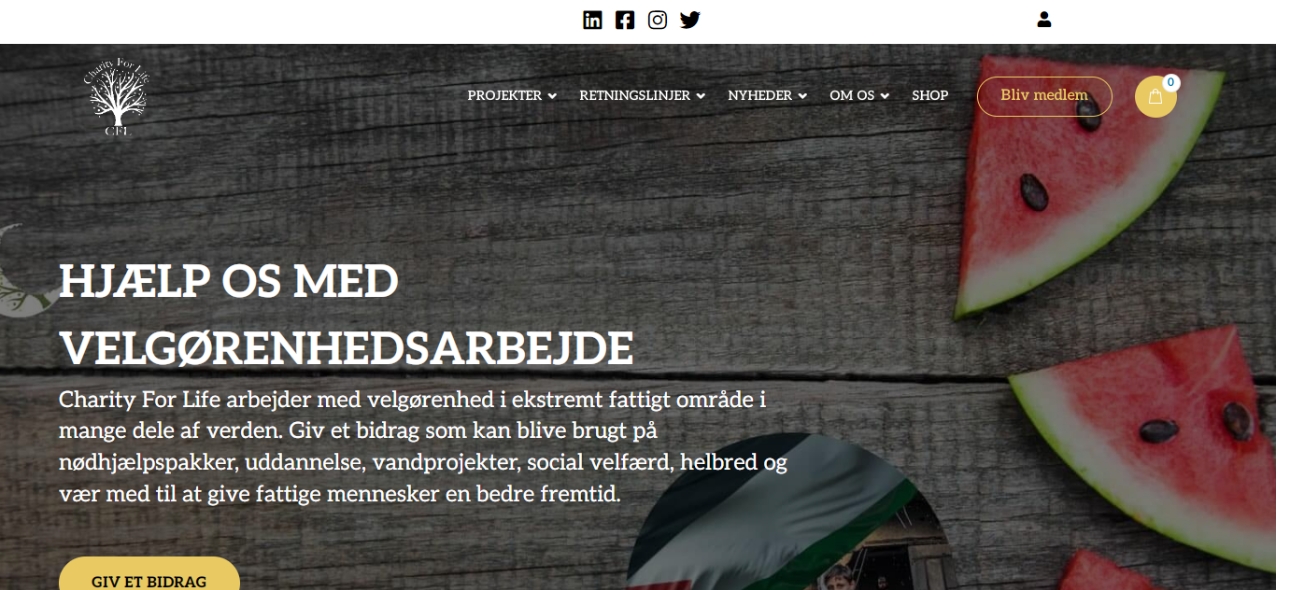 Charity For Life
CFL
PROJEKTER
RETNINGSLINJER
NYHEDER
OM OS
SHOP
Bliv medlem
0
HJÆLP OS MED
VELGØRENHEDSARBEJDE
Charity For Life arbejder med velgørenhed i ekstremt fattigt område i
mange dele af verden. Giv et bidrag som kan blive brugt på
nødhjælpspakker, uddannelse, vandprojekter, social velfærd, helbred og
vær med til at give fattige mennesker en bedre fremtid.
GIV ET BIDRAG